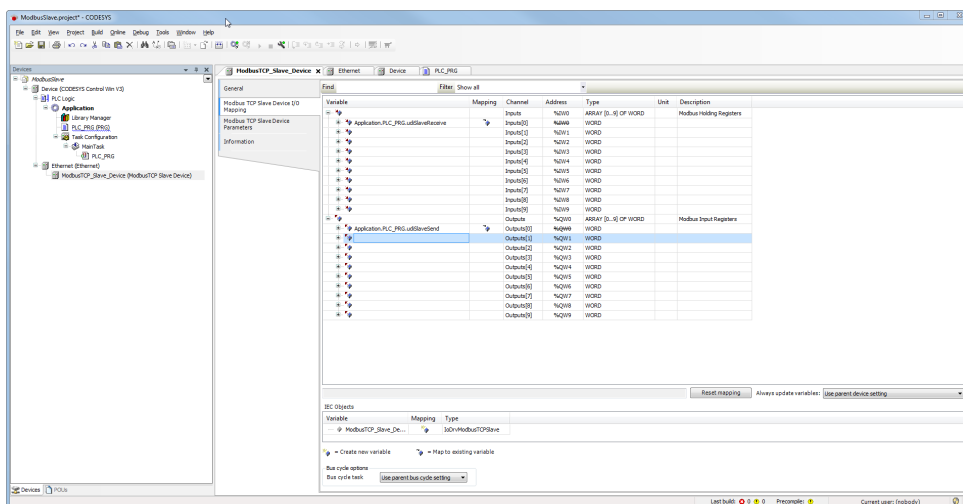 ModbusSlave.project* - CODESYS
File Edit View Project Build Online Debug Tools Window Help
Devices
ModbusSlave
Device (CODESYS Control Win V3)
PLC Logic
Application
Library Manager
PLC_PRG (PRG)
Task Configuration
MainTask
PLC_PRG
Ethernet (Ethernet)
ModbusTCP_Slave_Device (ModbusTCP Slave Device)
Devices POUs
ModbusTCP_Slave_Device Ethernet Device PLC_PRG
General
Modbus TCP Slave Device I/O
Mapping
Modbus TCP Slave Device
Parameters
Information
Find Filter Show all
Variable Mapping Channel Address Type Unit Description
Inputs %IW0 ARRAY [0..9] OF WORD Modbus Holding Registers
Application.PLC_PRG.udiSlaveReceive Inputs[0] %IW0 WORD
Inputs[1] %IW1 WORD
Inputs[2] %IW2 WORD
Inputs[3] %IW3 WORD
Inputs[4] %IW4 WORD
Inputs[5] %IW5 WORD
Inputs[6] %IW6 WORD
Inputs[7] %IW7 WORD
Inputs[8] %IW8 WORD
Inputs[9] %IW9 WORD
Outputs %QW0 ARRAY [0..9] OF WORD Modbus Input Registers
Application.PLC_PRG.udiSlaveSend Outputs[0] %QW0 WORD
Outputs[1] %QW1 WORD
Outputs[2] %QW2 WORD
Outputs[3] %QW3 WORD
Outputs[4] %QW4 WORD
Outputs[5] %QW5 WORD
Outputs[6] %QW6 WORD
Outputs[7] %QW7 WORD
Outputs[8] %QW8 WORD
Outputs[9] %QW9 WORD
Reset mapping Always update variables: Use parent device setting
IEC Objects
Variable Mapping Type
ModbusTCP_Slave_De... IoDrvModbusTCPSlave
= Create new variable = Map to existing variable
Bus cycle options
Bus cycle task Use parent bus cycle setting
Last build: 0 0 Precompile: Current user: (nobody)